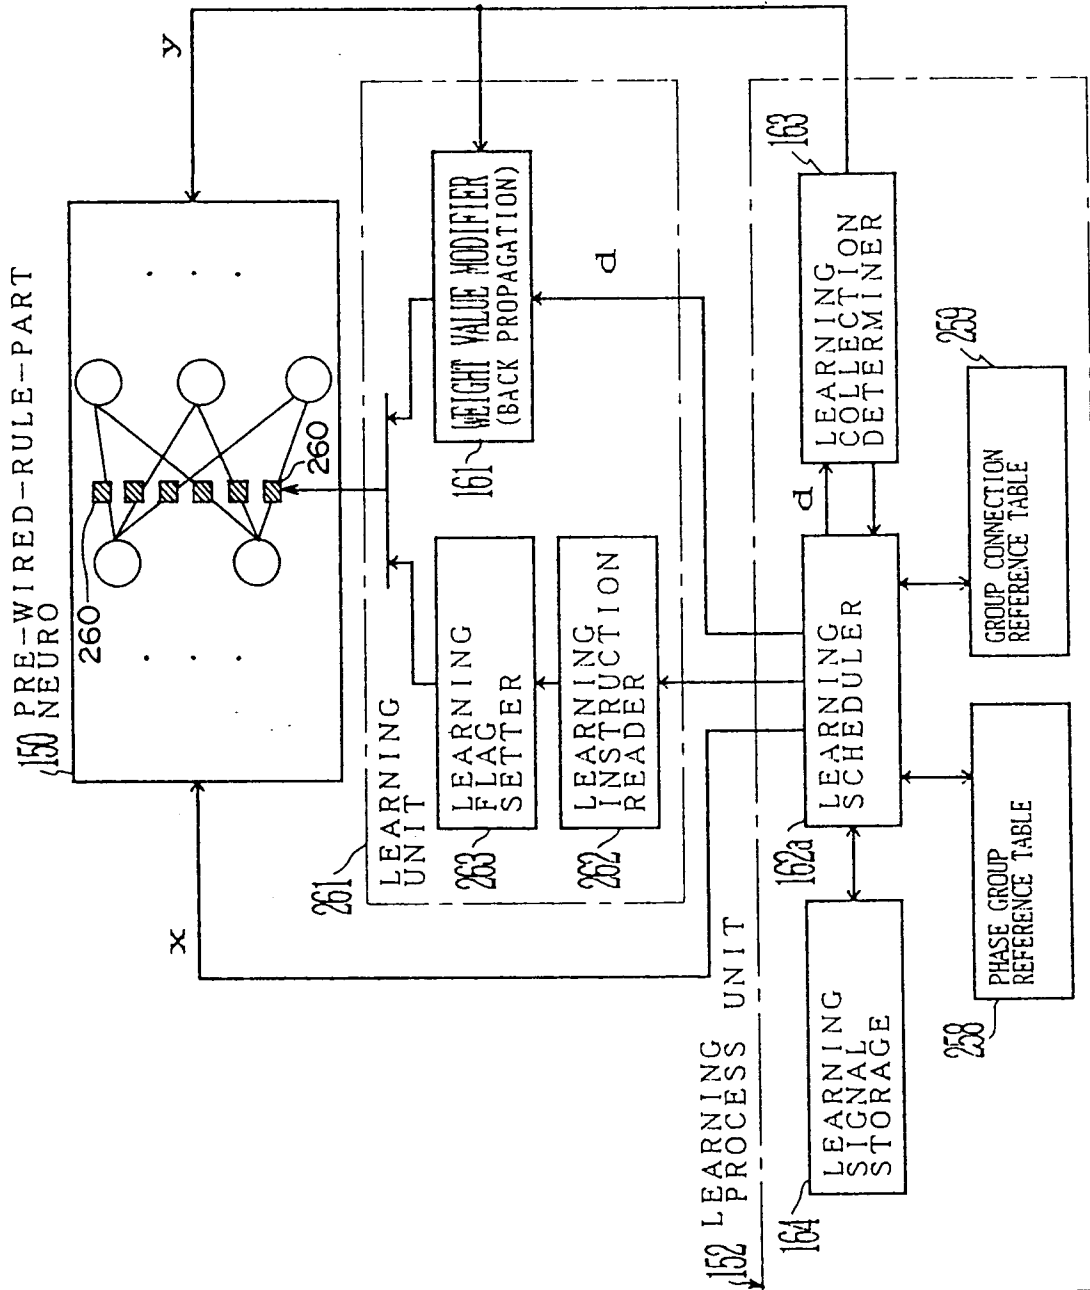 150 PRE-WIRED-RULE-PART
NEURO
260
260
y
x
261
LEARNING
UNIT
263
LEARNING
FLAG
SETTER
262
LEARNING
INSTRUCTION
READER
161
WEIGHT VALUE MODIFIER
(BACK PROPAGATION)
d
152 LEARNING
PROCESS UNIT
164
LEARNING
SIGNAL
STORAGE
162a
LEARNING
SCHEDULER
d
163
LEARNING
COLLECTION
DETERMINER
258
PHASE GROUP
REFERENCE TABLE
259
GROUP CONNECTION
REFERENCE TABLE